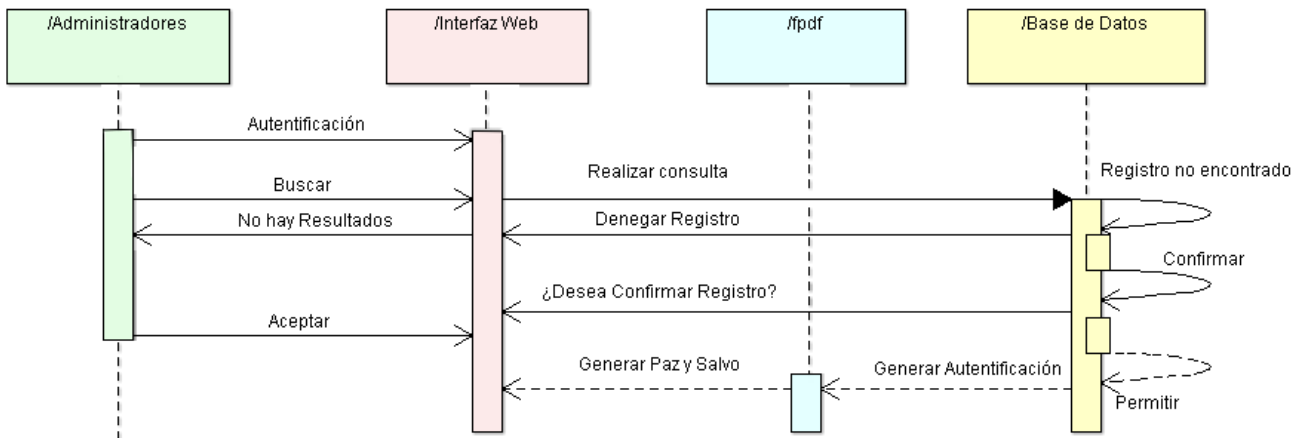 /Administradores
/Interfaz Web
/fpdf
/Base de Datos
Autentificación
Realizar consulta
Registro no encontrado
Buscar
No hay Resultados
Denegar Registro
Confirmar
¿Desea Confirmar Registro?
Aceptar
Generar Paz y Salvo
Generar Autentificación
Permitir